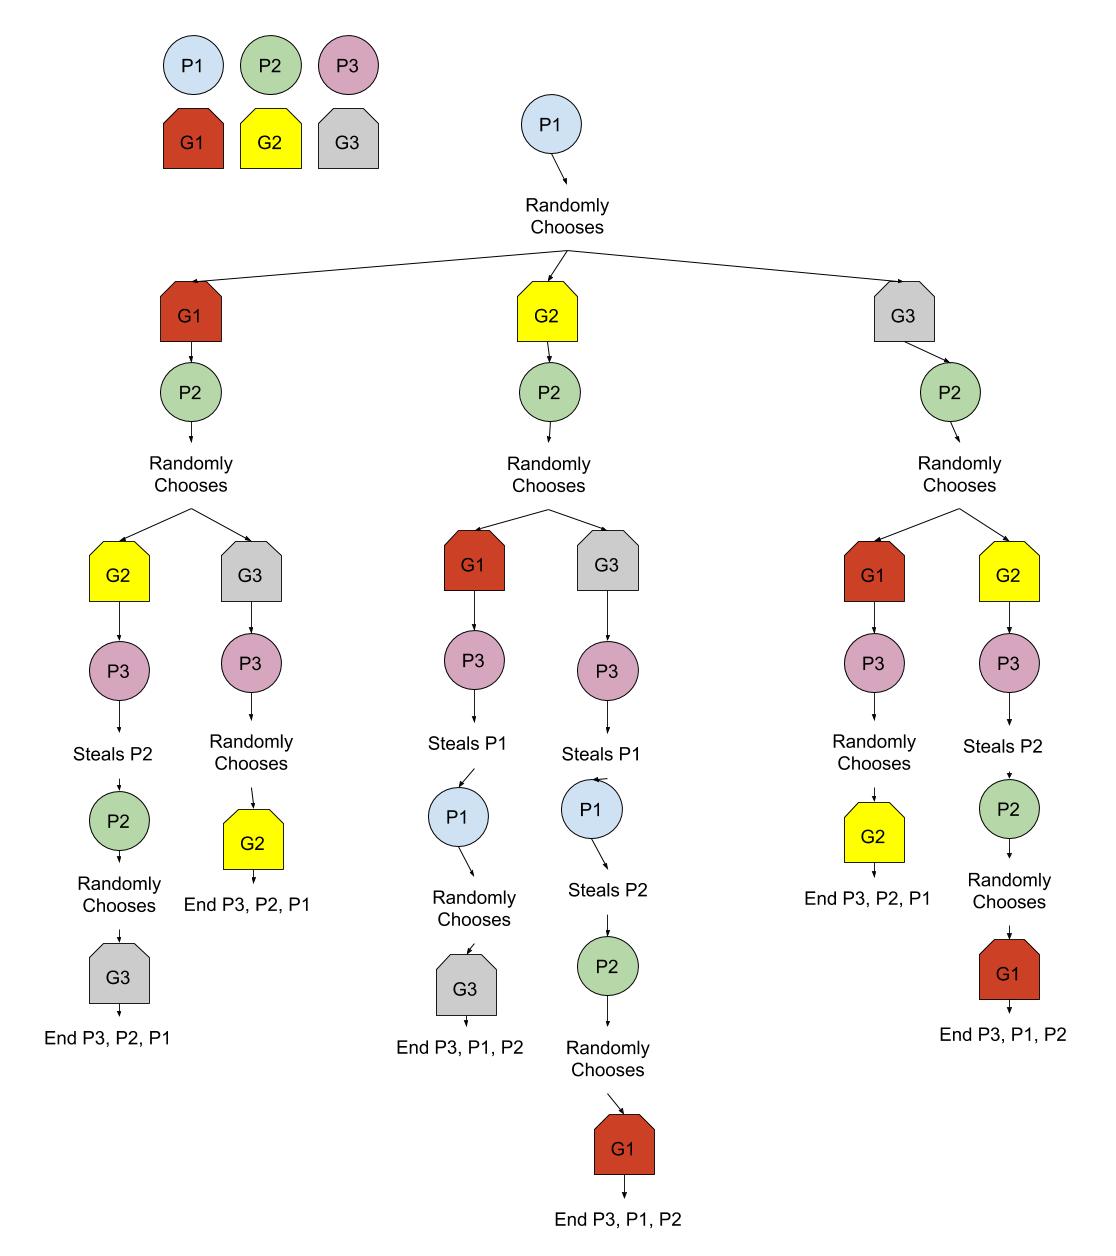 P1 P2 P3
G1 G2 G3
P1
Randomly
Chooses
G1 G2 G3
P2 P2 P2
Randomly Randomly Randomly
Chooses Chooses Chooses
G2 G3 G1 G3 G1 G2
P3 P3 P3 P3 P3 P3
Steals P2
Randomly
Chooses
Steals P1
Steals P1
Randomly
Chooses
Steals P2
P2
G2
P1
P1
G2
P2
Randomly
Chooses
End P3, P2, P1
Randomly
Chooses
Steals P2
End P3, P2, P1
Randomly
Chooses
G3
G3
P2
G1
End P3, P2, P1
End P3, P1, P2
Randomly
Chooses
End P3, P1, P2
G1
End P3, P1, P2